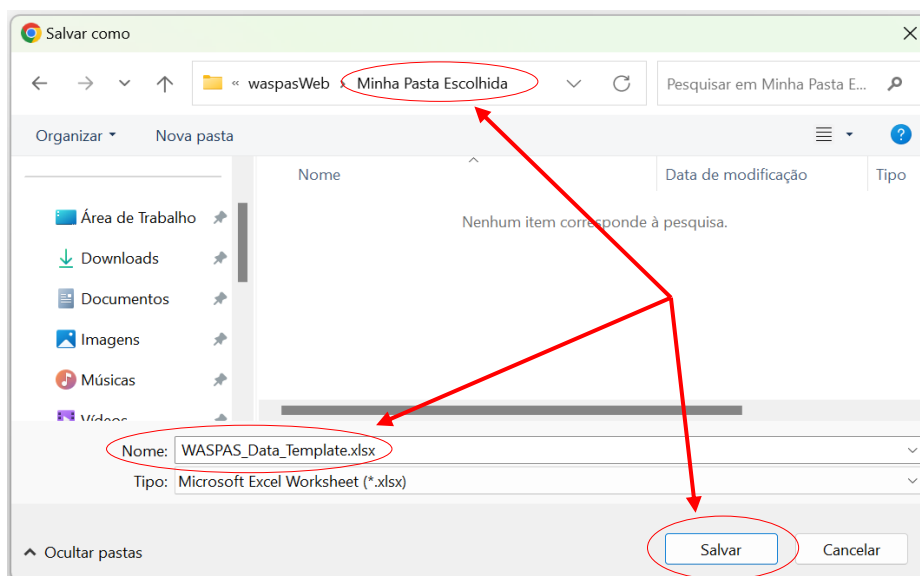 Salvar como
« waspasWeb › Minha Pasta Escolhida
Pesquisar em Minha Pasta E...
Organizar
Nova pasta
Nome
Data de modificação
Tipo
Nenhum item corresponde à pesquisa.
Área de Trabalho
Downloads
Documentos
Imagens
Músicas
Vídeos
Nome: WASPAS_Data_Template.xlsx
Tipo: Microsoft Excel Worksheet (*.xlsx)
Ocultar pastas
Salvar
Cancelar